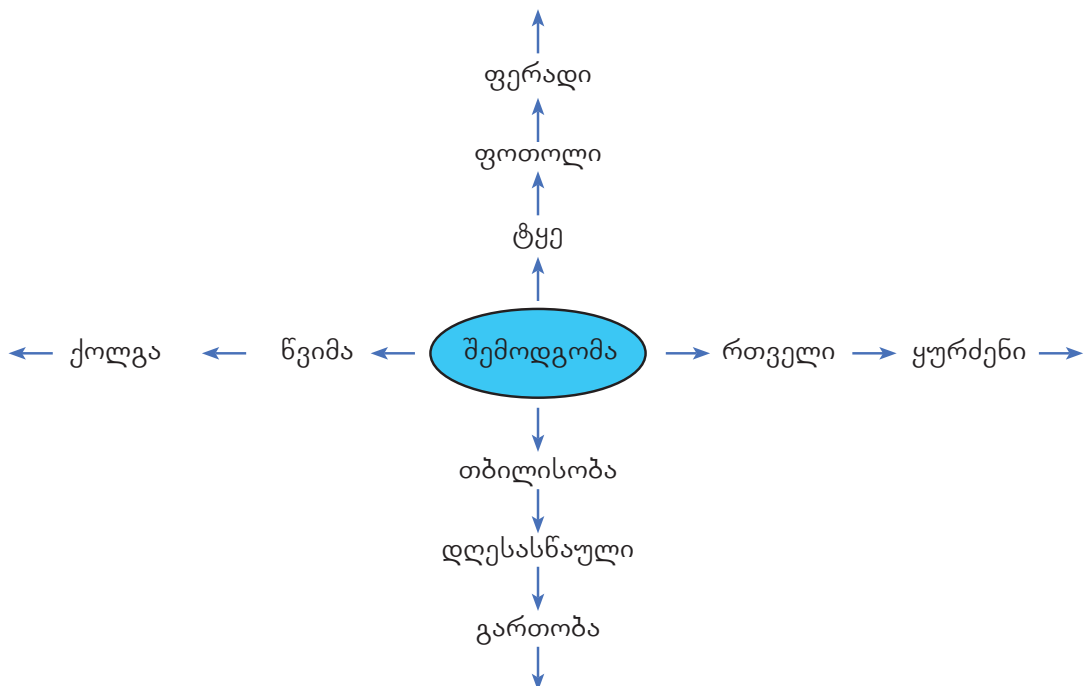 ფერადი
ფოთოლი
ტყე
ქოლგა წვიმა შემოდგომა რთველი ყურძენი
თბილისობა
დღესასწაული
გართობა